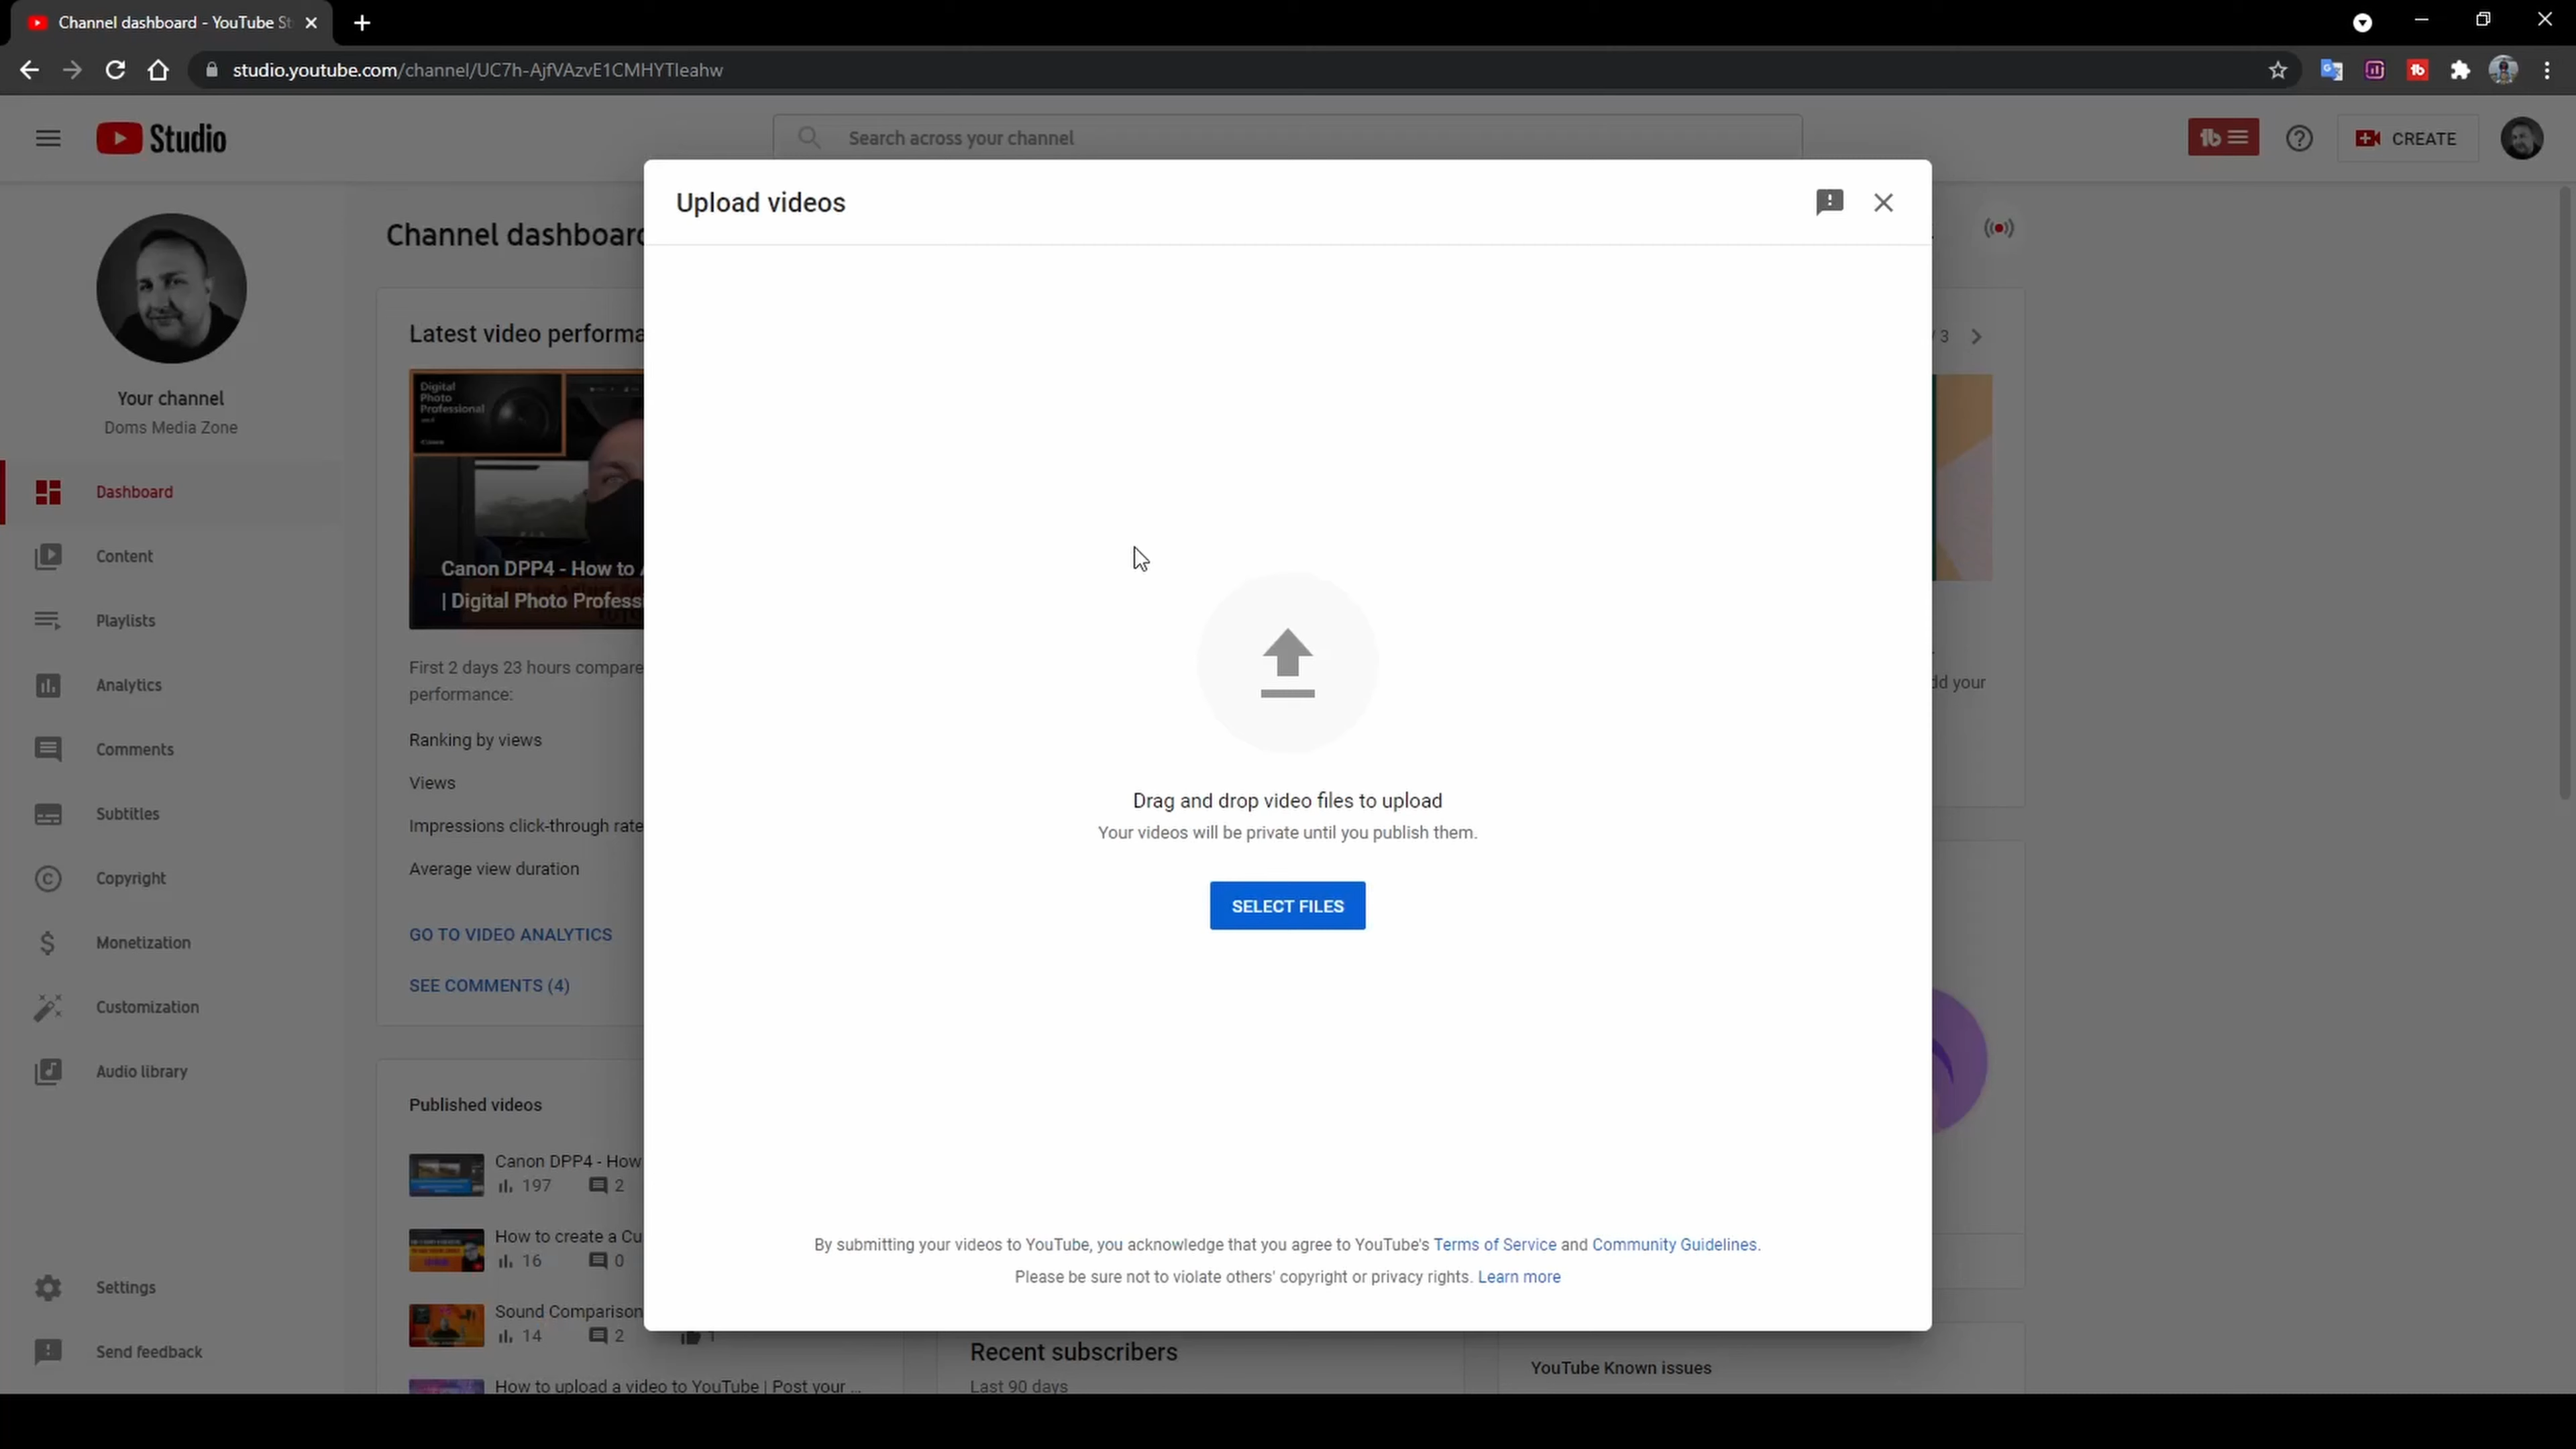 Channel dashboard - YouTube St
studio.youtube.com/channel/UC7h-AjfVAzvE1CMHYTleahw
Studio
Search across your channel
CREATE
Your channel
Doms Media Zone
Dashboard
Content
Playlists
Analytics
Comments
Subtitles
Copyright
Monetization
Customization
Audio library
Settings
Send feedback
Channel dashboard
Latest video performa
Digital
Photo
Professional
Canon DPP4 - How to A
| Digital Photo Professi
First 2 days 23 hours compare
performance:
Ranking by views
Views
Impressions click-through rate
Average view duration
GO TO VIDEO ANALYTICS
SEE COMMENTS (4)
Published videos
Canon DPP4 - How
197 2
How to create a Cu
16 0
Sound Comparison
14 2 1
How to upload a video to YouTube | Post your ...
Upload videos
Drag and drop video files to upload
Your videos will be private until you publish them.
SELECT FILES
By submitting your videos to YouTube, you acknowledge that you agree to YouTube's Terms of Service and Community Guidelines.
Please be sure not to violate others' copyright or privacy rights. Learn more
/ 3
dd your
Recent subscribers
Last 90 days
YouTube Known issues